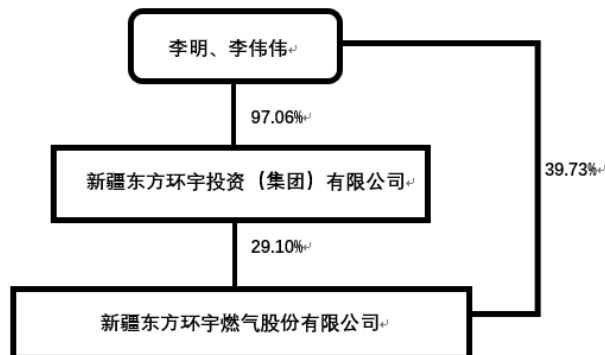 李明、李伟伟
97.06%
新疆东方环宇投资（集团）有限公司
39.73%
29.10%
新疆东方环宇燃气股份有限公司